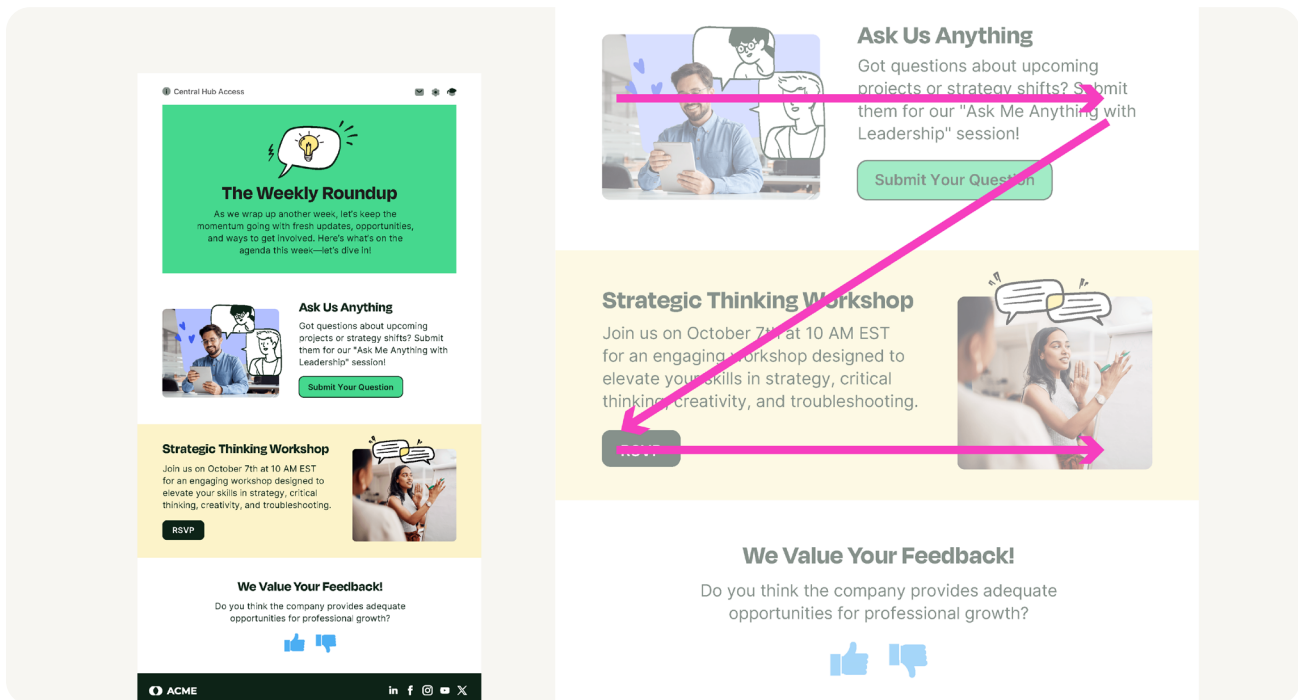 Central Hub Access
The Weekly Roundup
As we wrap up another week, let's keep the
momentum going with fresh updates, opportunities,
and ways to get involved. Here's what's on the
agenda this week—let's dive in!
Ask Us Anything
Got questions about upcoming
projects or strategy shifts? Submit
them for our "Ask Me Anything with
Leadership" session!
Submit Your Question
Strategic Thinking Workshop
Join us on October 7th at 10 AM EST
for an engaging workshop designed to
elevate your skills in strategy, critical
thinking, creativity, and troubleshooting.
RSVP
We Value Your Feedback!
Do you think the company provides adequate
opportunities for professional growth?
ACME
Ask Us Anything
Got questions about upcoming
projects or strategy shifts? Submit
them for our "Ask Me Anything with
Leadership" session!
Submit Your Question
Strategic Thinking Workshop
Join us on October 7th at 10 AM EST
for an engaging workshop designed to
elevate your skills in strategy, critical
thinking, creativity, and troubleshooting.
RSVP
We Value Your Feedback!
Do you think the company provides adequate
opportunities for professional growth?